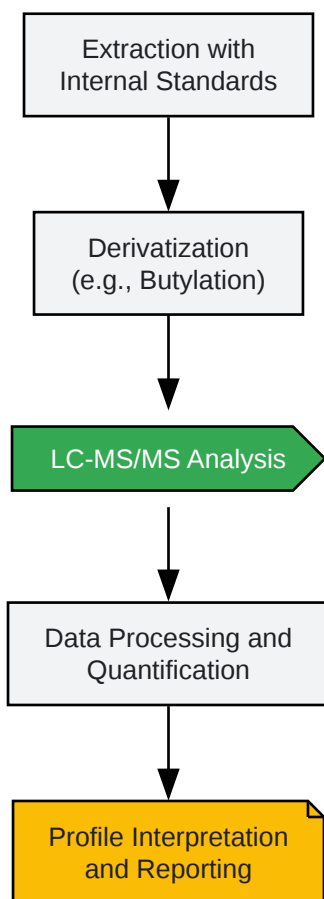 Extraction with
Internal Standards
Derivatization
(e.g., Butylation)
LC-MS/MS Analysis
Data Processing and
Quantification
Profile Interpretation
and Reporting